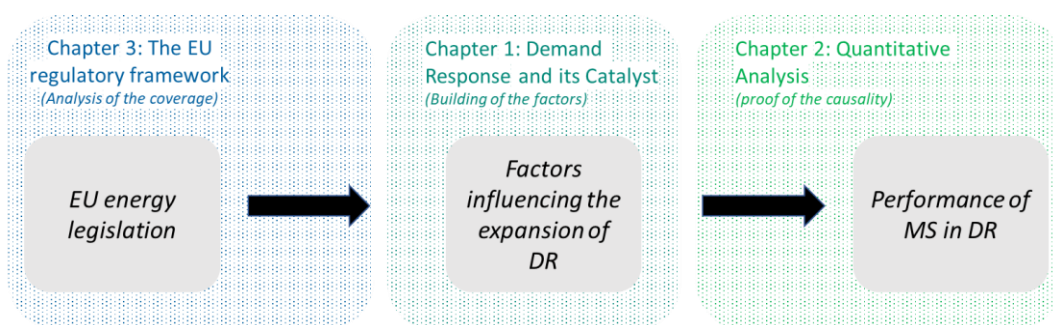 Chapter 3: The EU
regulatory framework
(Analysis of the coverage)
EU energy
legislation
Chapter 1: Demand
Response and its Catalyst
(Building of the factors)
Factors
influencing the
expansion of
DR
Chapter 2: Quantitative
Analysis
(proof of the causality)
Performance of
MS in DR